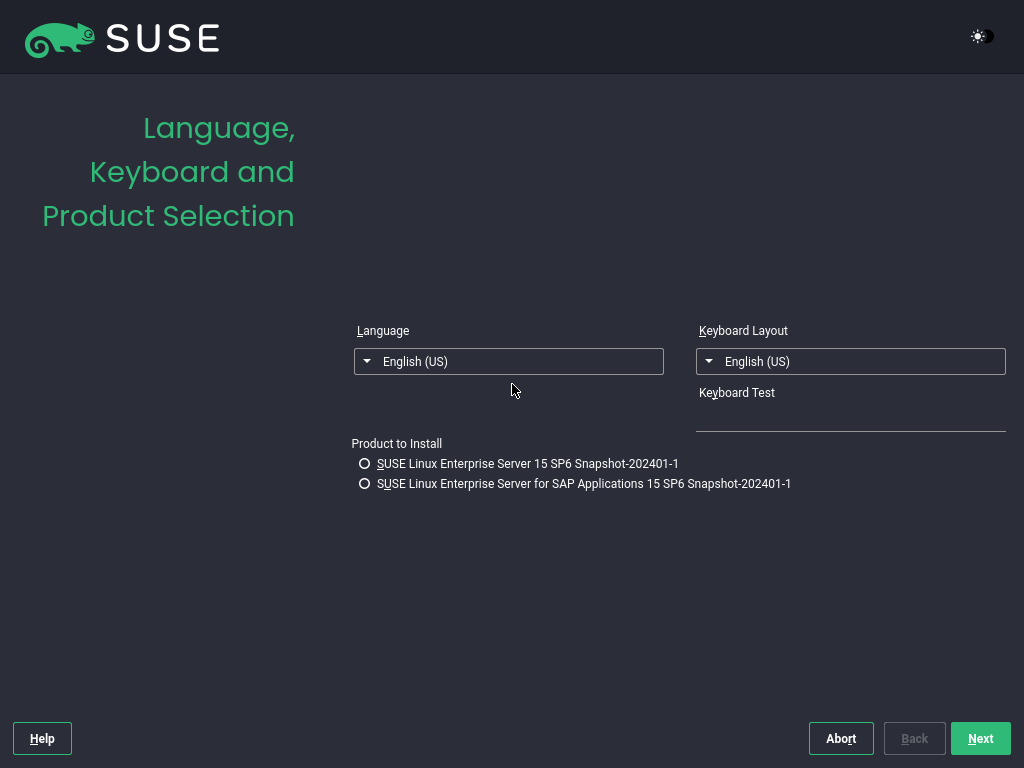 SUSE
Language,
Keyboard and
Product Selection
Language
Keyboard Layout
English (US)
English (US)
Keyboard Test
Product to Install
SUSE Linux Enterprise Server 15 SP6 Snapshot-202401-1
SUSE Linux Enterprise Server for SAP Applications 15 SP6 Snapshot-202401-1
Help
Abort
Back
Next